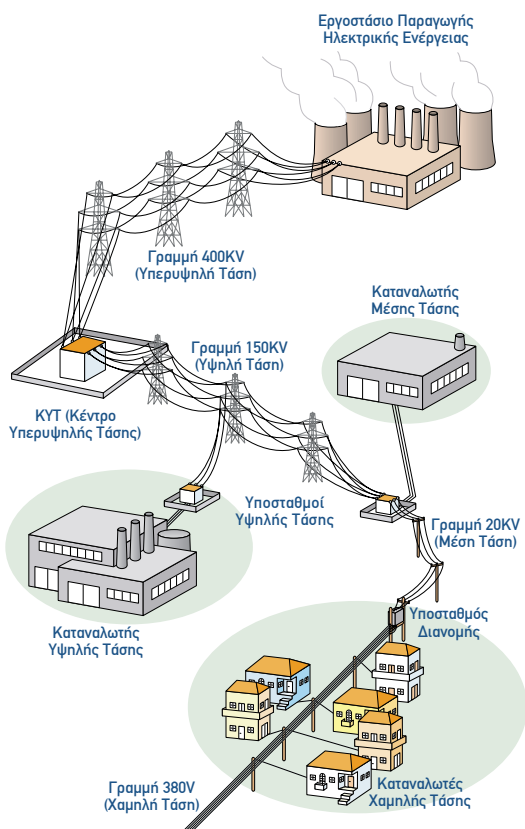 Εργοστάσιο Παραγωγής
Ηλεκτρικής Ενέργειας
Γραμμή 400KV
(Υπερυψηλή Τάση)
Καταναλωτής
Μέσης Τάσης
Γραμμή 150KV
(Υψηλή Τάση)
ΚΥΤ (Κέντρο
Υπερυψηλής Τάσης)
Υποσταθμοί
Υψηλής Τάσης
Γραμμή 20KV
(Μέση Τάση)
Καταναλωτής
Υψηλής Τάσης
Υποσταθμός
Διανομής
Γραμμή 380V
(Χαμηλή Τάση)
Καταναλωτές
Χαμηλής Τάσης